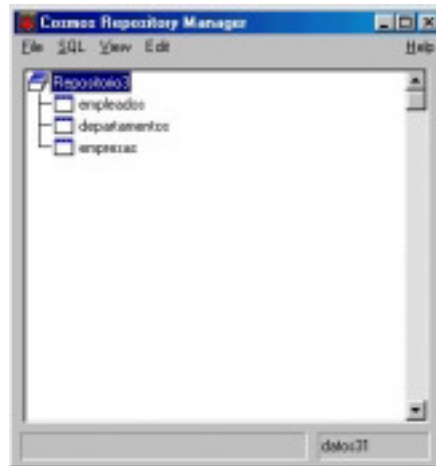 Cosmos Repository Manager
File SQL View Edit Help
Repositorio3
empleados
departamentos
empresas
datos31